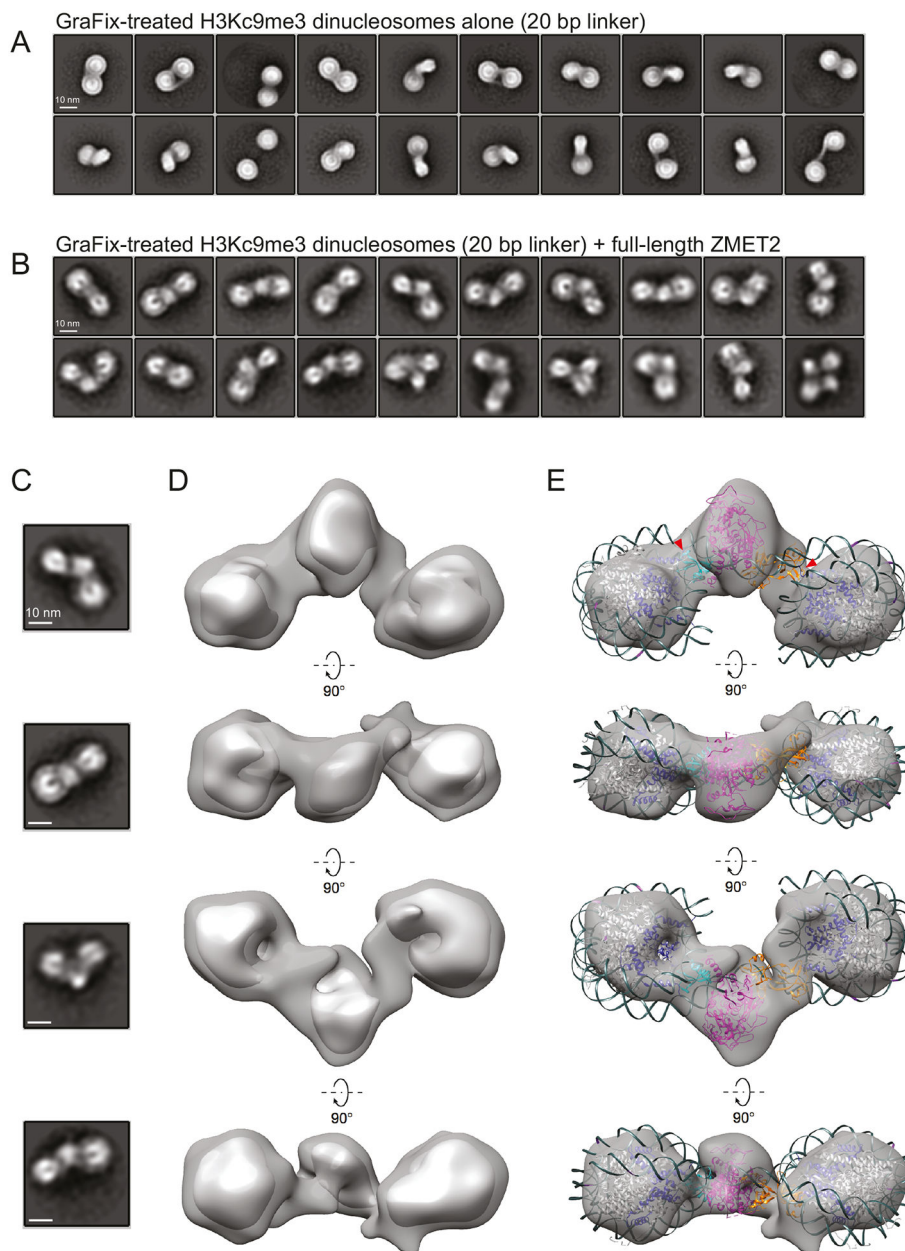 GraFix-treated H3Kc9me3 dinucleosomes alone (20 bp linker)
A
10 nm
GraFix-treated H3Kc9me3 dinucleosomes (20 bp linker) + full-length ZMET2
B
10 nm
C
D
E
10 nm
90°
90°
90°
90°
90°
90°